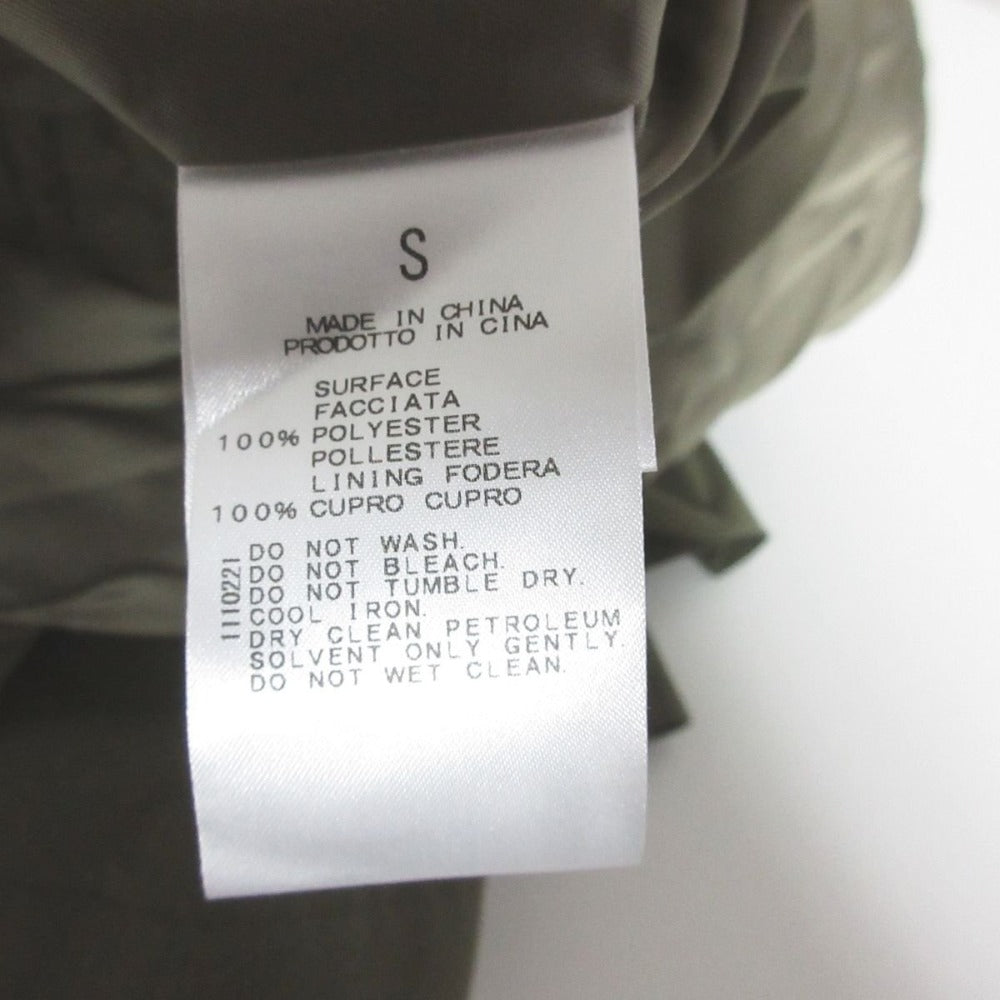 S
MADE IN CHINA
PRODOTTO IN CINA
SURFACE
FACCIATA
100% POLYESTER
POLLESTERE
LINING FODERA
100% CUPRO CUPRO
DO NOT WASH.
DO NOT BLEACH.
DO NOT TUMBLE DRY.
COOL IRON.
DRY CLEAN PETROLEUM
SOLVENT ONLY GENTLY.
DO NOT WET CLEAN.
1110221